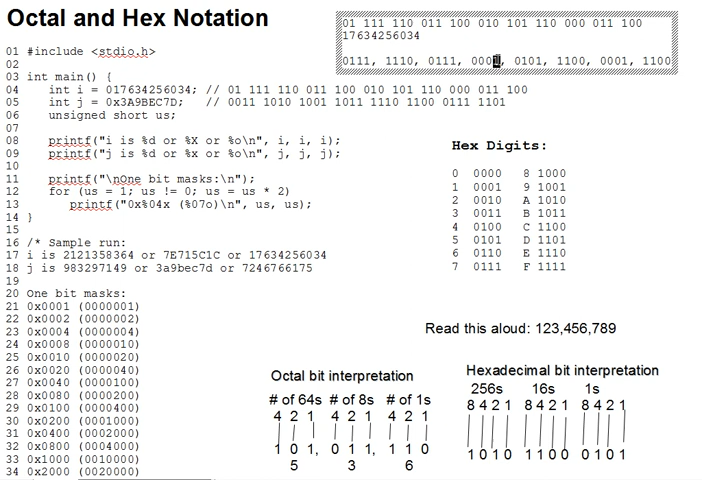 Octal and Hex Notation
01 111 110 011 100 010 101 110 000 011 100
17634256034
0111, 1110, 0111, 000, 0101, 1100, 0001, 1100
01 #include <stdio.h>
02
03 int main() {
04 int i = 017634256034; // 01 111 110 011 100 010 101 110 000 011 100
05 int j = 0x3A9BEC7D; // 0011 1010 1001 1011 1110 1100 0111 1101
06 unsigned short us;
07
08 printf("i is %d or %X or %o\n", i, i, i);
09 printf("j is %d or %x or %o\n", j, j, j);
10
11 printf("\nOne bit masks:\n");
12 for (us = 1; us != 0; us = us * 2)
13 printf("0x%04x (%07o)\n", us, us);
14 }
15
16 /* Sample run:
17 i is 2121358364 or 7E715C1C or 17634256034
18 j is 983297149 or 3a9bec7d or 7246766175
19
20 One bit masks:
21 0x0001 (0000001)
22 0x0002 (0000002)
23 0x0004 (0000004)
24 0x0008 (0000010)
25 0x0010 (0000020)
26 0x0020 (0000040)
27 0x0040 (0000100)
28 0x0080 (0000200)
29 0x0100 (0000400)
30 0x0200 (0001000)
31 0x0400 (0002000)
32 0x0800 (0004000)
33 0x1000 (0010000)
34 0x2000 (0020000)
Hex Digits:
0 0000 8 1000
1 0001 9 1001
2 0010 A 1010
3 0011 B 1011
4 0100 C 1100
5 0101 D 1101
6 0110 E 1110
7 0111 F 1111
Read this aloud: 123,456,789
Octal bit interpretation
# of 64s # of 8s # of 1s
4 2 1 4 2 1 4 2 1
1 0 1, 0 1 1, 1 1 0
5 3 6
Hexadecimal bit interpretation
256s 16s 1s
8 4 2 1 8 4 2 1 8 4 2 1
1 0 1 0 1 1 0 0 0 1 0 1